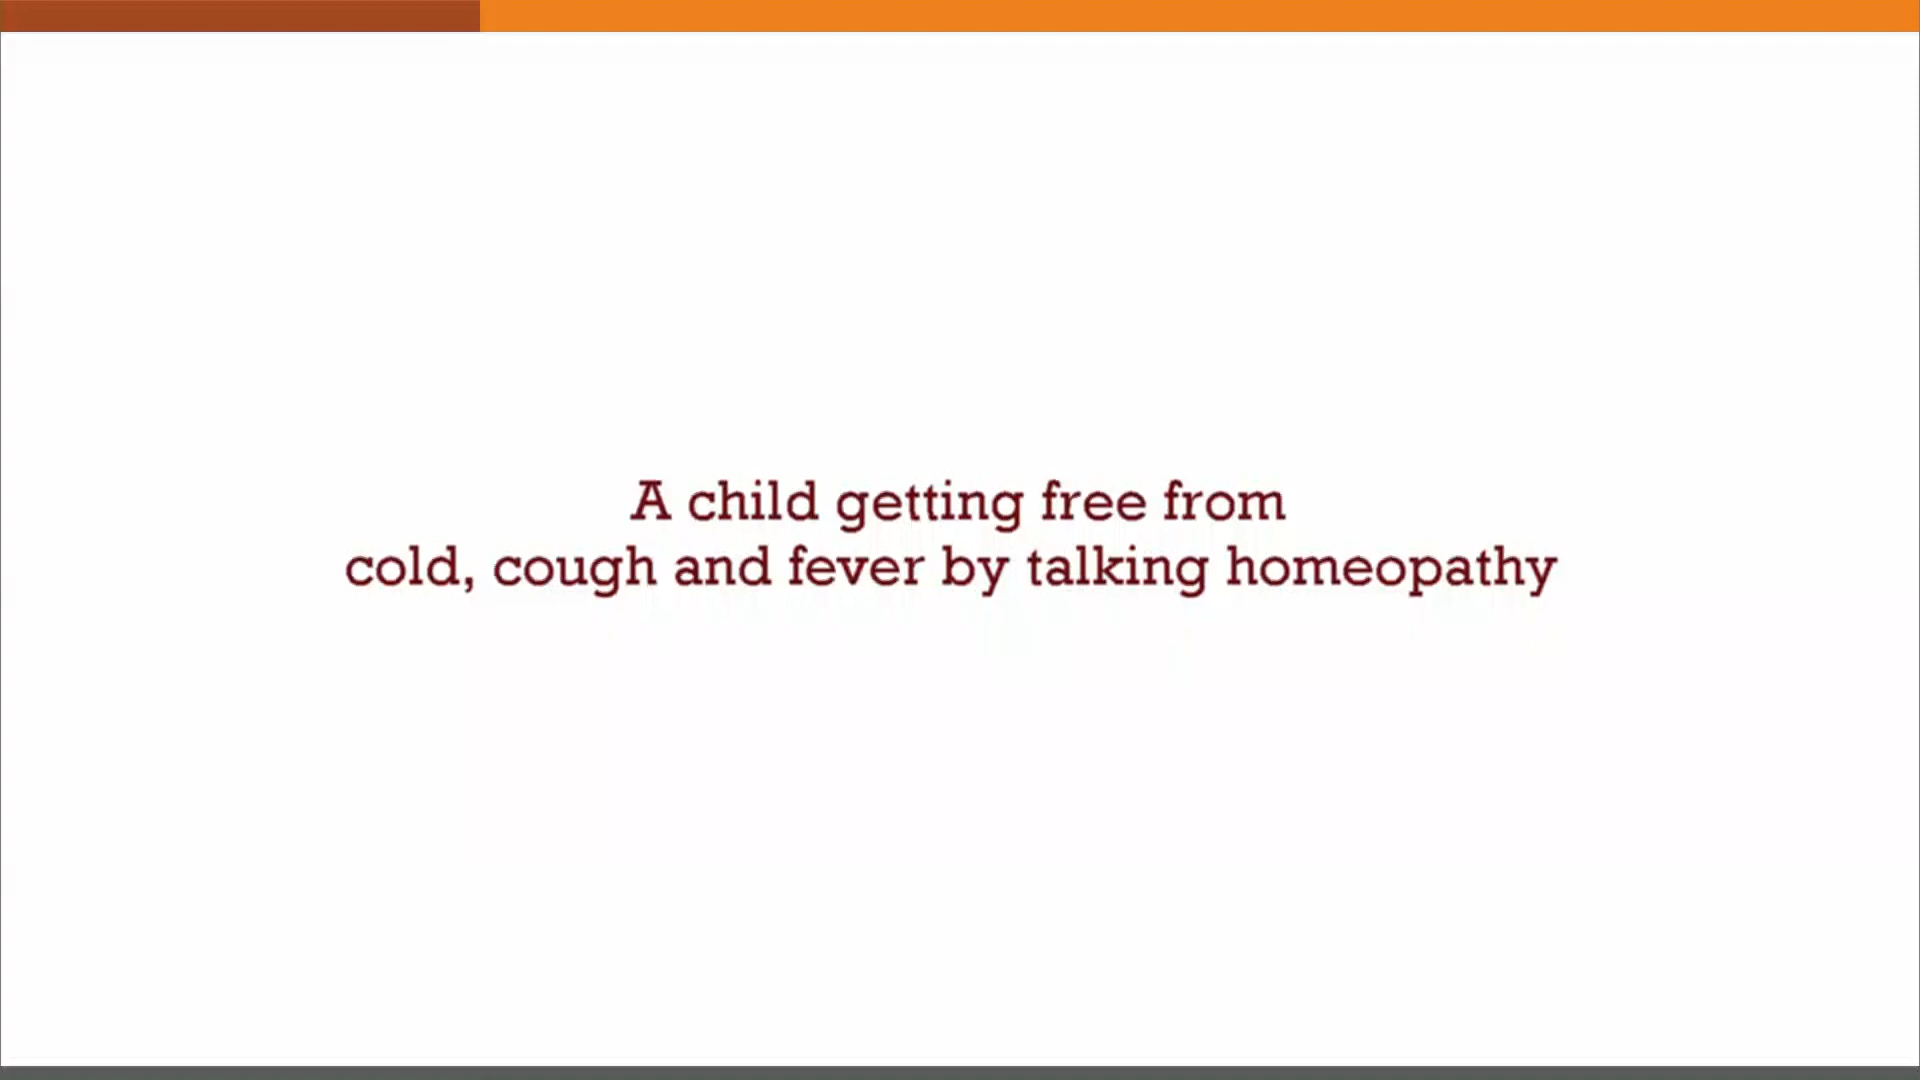 A child getting free from
cold, cough and fever by talking homeopathy